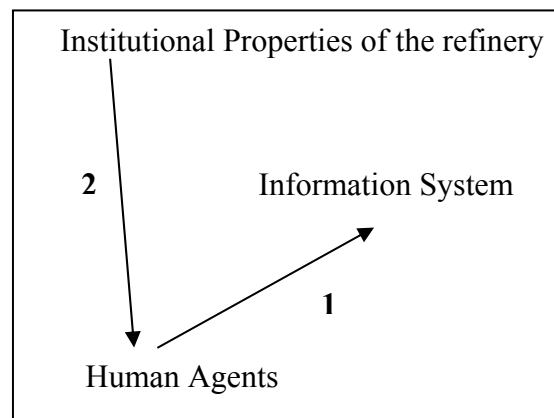 Institutional Properties of the refinery
2
Information System
1
Human Agents